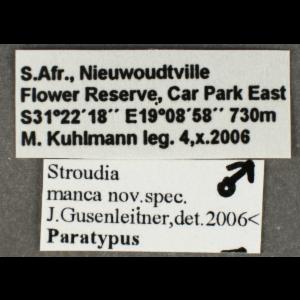 S.Afr., Nieuwoudtville
Flower Reserve, Car Park East
S31°22´18´´ E19°08´58´´ 730m
M. Kuhlmann leg. 4,x.2006
Stroudia ♂
manca nov.spec.
J.Gusenleitner,det.2006<
Paratypus